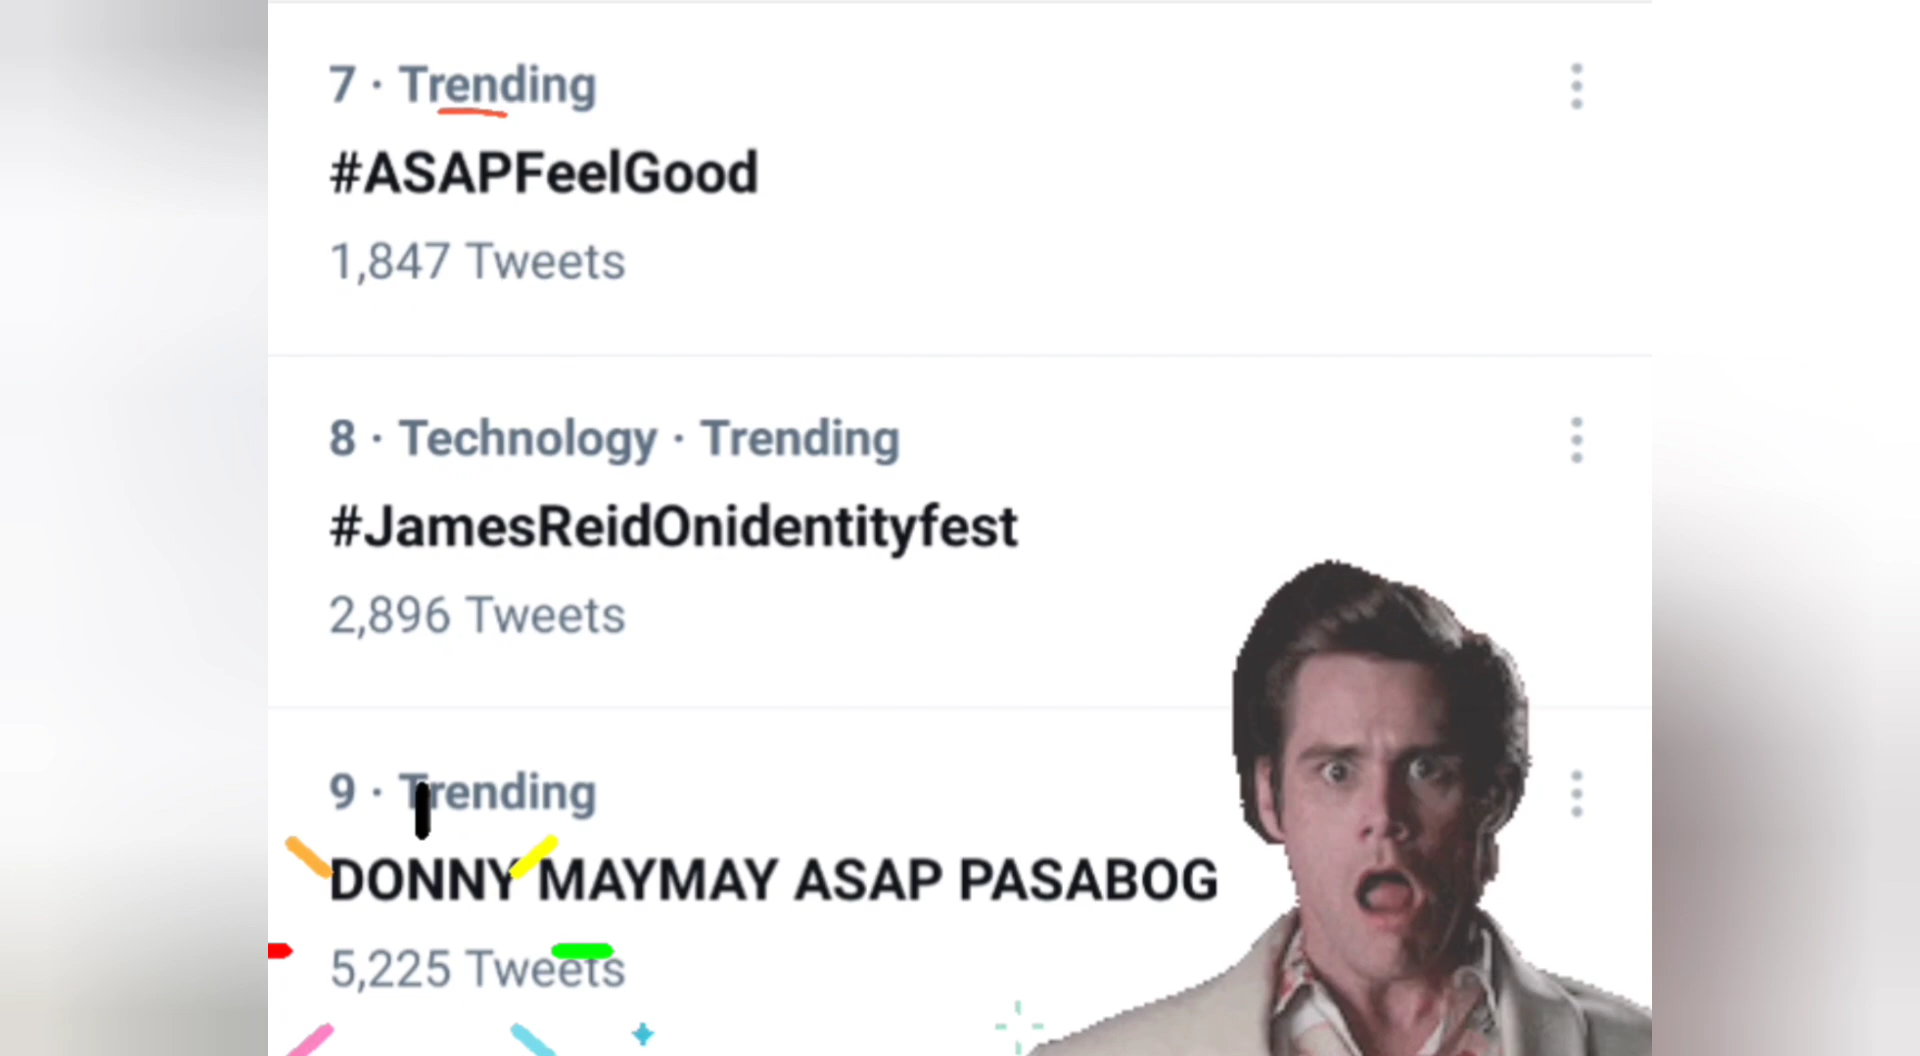 7 · Trending
#ASAPFeelGood
1,847 Tweets
8 · Technology · Trending
#JamesReidOnidentityfest
2,896 Tweets
9 · Trending
DONNY MAYMAY ASAP PASABOG
5,225 Tweets